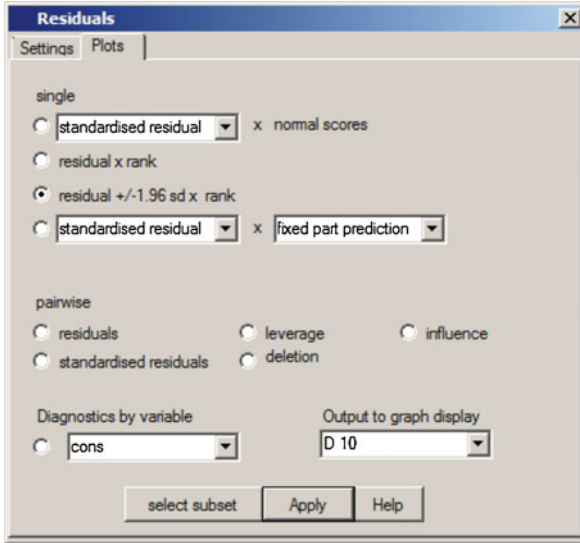 Residuals
Settings Plots
single
standardised residual x normal scores
residual x rank
residual +/-1.96 sd x rank
standardised residual x fixed part prediction
pairwise
residuals leverage influence
standardised residuals deletion
Diagnostics by variable Output to graph display
cons D 10
select subset Apply Help